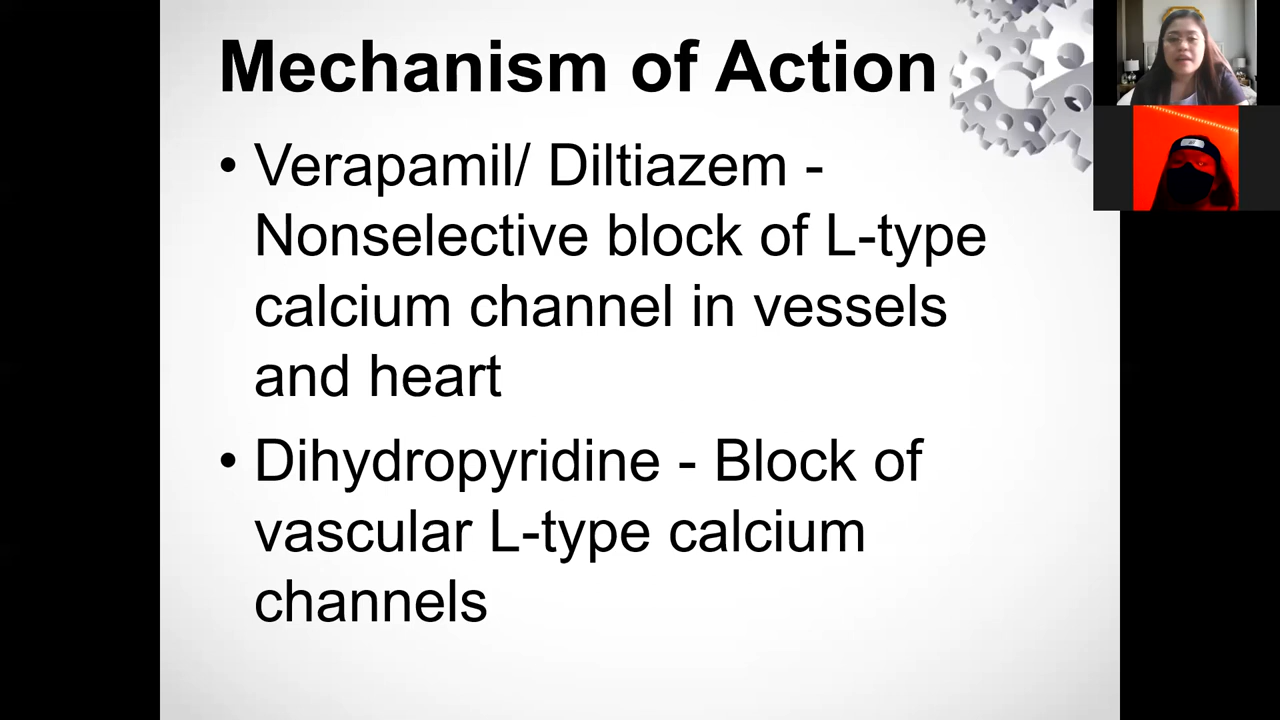 Mechanism of Action
• Verapamil/ Diltiazem -
Nonselective block of L-type
calcium channel in vessels
and heart
• Dihydropyridine - Block of
vascular L-type calcium
channels